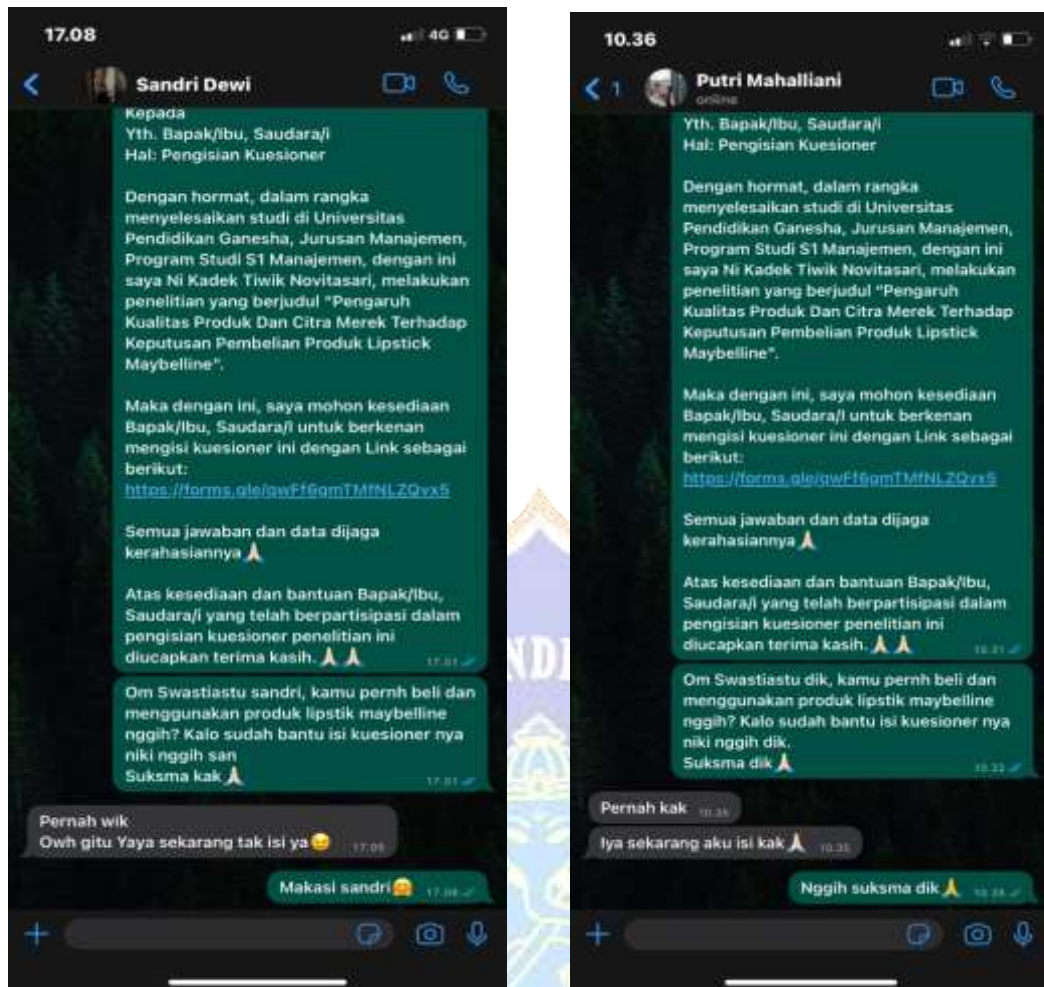 17.08
4G
Sandri Dewi
Kepada
Yth. Bapak/Ibu, Saudara/i
Hal: Pengisian Kuesioner
Dengan hormat, dalam rangka
menyelesaikan studi di Universitas
Pendidikan Ganesha, Jurusan Manajemen,
Program Studi S1 Manajemen, dengan ini
saya Ni Kadek Tiwik Novitasari, melakukan
penelitian yang berjudul "Pengaruh
Kualitas Produk Dan Citra Merek Terhadap
Keputusan Pembelian Produk Lipstick
Maybelline".
Maka dengan ini, saya mohon kesediaan
Bapak/Ibu, Saudara/I untuk berkenan
mengisi kuesioner ini dengan Link sebagai
berikut:
Semua jawaban dan data dijaga
kerahasiannya 🙏🏻
Atas kesediaan dan bantuan Bapak/Ibu,
Saudara/i yang telah berpartisipasi dalam
pengisian kuesioner penelitian ini
diucapkan terima kasih. 🙏🏻 🙏🏻
17.01
Om Swastiastu sandri, kamu pernh beli dan
menggunakan produk lipstik maybelline
nggih? Kalo sudah bantu isi kuesioner nya
niki nggih san
Suksma kak 🙏🏻
17.01
Pernah wik
Owh gitu Yaya sekarang tak isi ya
Makasi sandri🤗
10.36
1
Putri Mahalliani
online
Yth. Bapak/Ibu, Saudara/i
Hal: Pengisian Kuesioner
Dengan hormat, dalam rangka
menyelesaikan studi di Universitas
Pendidikan Ganesha, Jurusan Manajemen,
Program Studi S1 Manajemen, dengan ini
saya Ni Kadek Tiwik Novitasari, melakukan
penelitian yang berjudul "Pengaruh
Kualitas Produk Dan Citra Merek Terhadap
Keputusan Pembelian Produk Lipstick
Maybelline".
Maka dengan ini, saya mohon kesediaan
Bapak/Ibu, Saudara/I untuk berkenan
mengisi kuesioner ini dengan Link sebagai
berikut:
Semua jawaban dan data dijaga
kerahasiannya 🙏🏻
Atas kesediaan dan bantuan Bapak/Ibu,
Saudara/i yang telah berpartisipasi dalam
pengisian kuesioner penelitian ini
diucapkan terima kasih. 🙏🏻 🙏🏻
Om Swastiastu dik, kamu pernh beli dan
menggunakan produk lipstik maybelline
nggih? Kalo sudah bantu isi kuesioner nya
niki nggih dik.
Suksma dik 🙏🏻
Pernah kak
Iya sekarang aku isi kak 🙏🏻
Nggih suksma dik 🙏